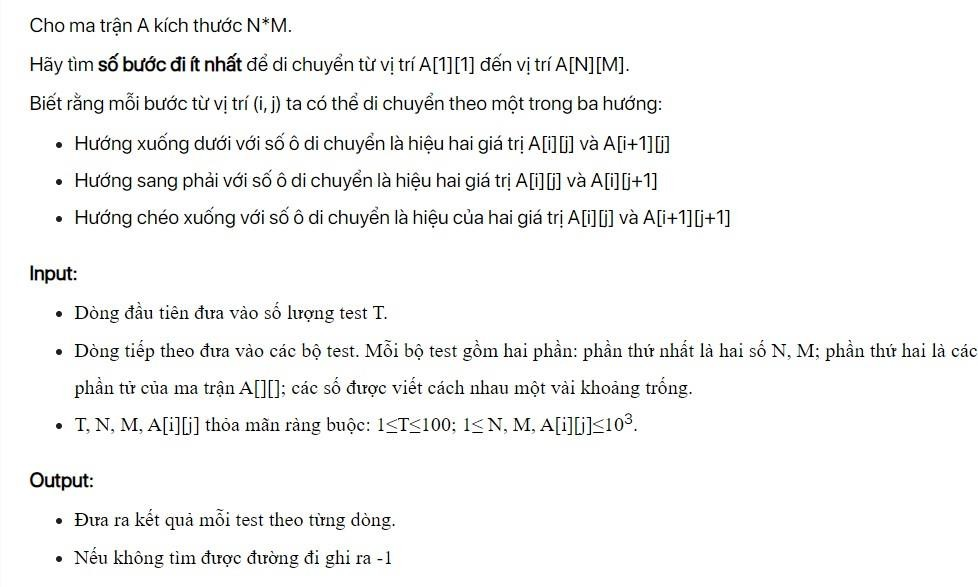 Cho ma trận A kích thước N*M.
Hãy tìm số bước đi ít nhất để di chuyển từ vị trí A[1][1] đến vị trí A[N][M].
Biết rằng mỗi bước từ vị trí (i, j) ta có thể di chuyển theo một trong ba hướng:
• Hướng xuống dưới với số ô di chuyển là hiệu hai giá trị A[i][j] và A[i+1][j]
• Hướng sang phải với số ô di chuyển là hiệu hai giá trị A[i][j] và A[i][j+1]
• Hướng chéo xuống với số ô di chuyển là hiệu của hai giá trị A[i][j] và A[i+1][j+1]
Input:
• Dòng đầu tiên đưa vào số lượng test T.
• Dòng tiếp theo đưa vào các bộ test. Mỗi bộ test gồm hai phần: phần thứ nhất là hai số N, M; phần thứ hai là các
phần tử của ma trận A[][]; các số được viết cách nhau một vài khoảng trống.
• T, N, M, A[i][j] thỏa mãn ràng buộc: 1≤T≤100; 1≤ N, M, A[i][j]≤10³.
Output:
• Đưa ra kết quả mỗi test theo từng dòng.
• Nếu không tìm được đường đi ghi ra -1